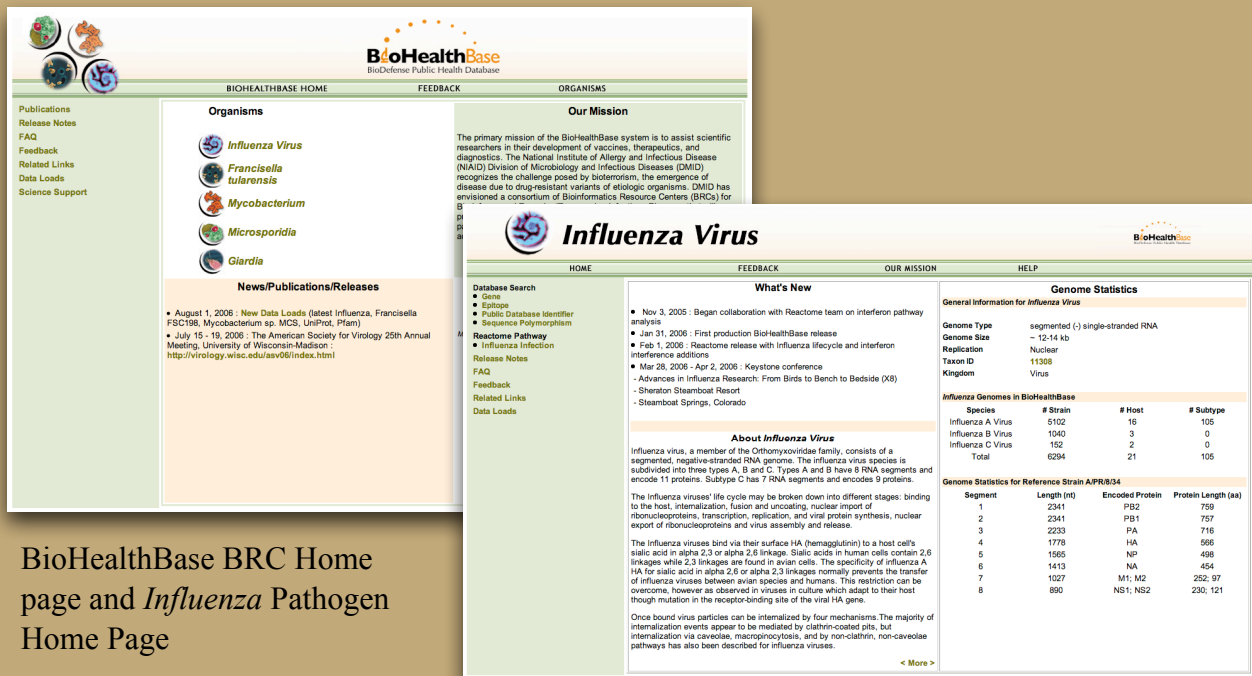 BioHealthBase
BioDefense Public Health Database
BIOHEALTHBASE HOME FEEDBACK ORGANISMS
Publications
Release Notes
FAQ
Feedback
Related Links
Data Loads
Science Support
Organisms
Influenza Virus
Francisella
tularensis
Mycobacterium
Microsporidia
Giardia
Our Mission
The primary mission of the BioHealthBase system is to assist scientific
researchers in their development of vaccines, therapeutics, and
diagnostics. The National Institute of Allergy and Infectious Disease
(NIAID) Division of Microbiology and Infectious Diseases (DMID)
recognizes the challenge posed by bioterrorism, the emergence of
disease due to drug-resistant variants of etiologic organisms. DMID has
envisioned a consortium of Bioinformatics Resource Centers (BRCs) for
News/Publications/Releases
• August 1, 2006 : New Data Loads (latest Influenza, Francisella
FSC198, Mycobacterium sp. MCS, UniProt, Pfam)
• July 15 - 19, 2006 : The American Society for Virology 25th Annual
Meeting, University of Wisconsin-Madison :
http://virology.wisc.edu/asv06/index.html
Influenza Virus
BioHealthBase
HOME FEEDBACK OUR MISSION HELP
Database Search
• Gene
• Epitope
• Public Database Identifier
• Sequence Polymorphism
Reactome Pathway
• Influenza Infection
Release Notes
FAQ
Feedback
Related Links
Data Loads
What's New
• Nov 3, 2005 : Began collaboration with Reactome team on interferon pathway
analysis
• Jan 31, 2006 : First production BioHealthBase release
• Feb 1, 2006 : Reactome release with Influenza lifecycle and interferon
interference additions
• Mar 28, 2006 - Apr 2, 2006 : Keystone conference
- Advances in Influenza Research: From Birds to Bench to Bedside (X8)
- Sheraton Steamboat Resort
- Steamboat Springs, Colorado
About Influenza Virus
Influenza virus, a member of the Orthomyxoviridae family, consists of a
segmented, negative-stranded RNA genome. The influenza virus species is
subdivided into three types A, B and C. Types A and B have 8 RNA segments and
encode 11 proteins. Subtype C has 7 RNA segments and encodes 9 proteins.
The Influenza viruses' life cycle may be broken down into different stages: binding
to the host, internalization, fusion and uncoating, nuclear import of
ribonucleoproteins, transcription, replication, and viral protein synthesis, nuclear
export of ribonucleoproteins and virus assembly and release.
The Influenza viruses bind via their surface HA (hemagglutinin) to a host cell's
sialic acid in alpha 2,3 or alpha 2,6 linkage. Sialic acids in human cells contain 2,6
linkages while 2,3 linkages are found in avian cells. The specificity of influenza A
HA for sialic acid in alpha 2,6 or alpha 2,3 linkages normally prevents the transfer
of influenza viruses between avian species and humans. This restriction can be
overcome, however as observed in viruses in culture which adapt to their host
though mutation in the receptor-binding site of the viral HA gene.
Once bound virus particles can be internalized by four mechanisms.The majority of
internalization events appear to be mediated by clathrin-coated pits, but
internalization via caveolae, macropinocytosis, and by non-clathrin, non-caveolae
pathways has also been described for influenza viruses.
< More >
Genome Statistics
General Information for Influenza Virus
Genome Type segmented (-) single-stranded RNA
Genome Size ~ 12-14 kb
Replication Nuclear
Taxon ID 11308
Kingdom Virus
Influenza Genomes in BioHealthBase
Species # Strain # Host # Subtype
Influenza A Virus 5102 16 105
Influenza B Virus 1040 3 0
Influenza C Virus 152 2 0
Total 6294 21 105
Genome Statistics for Reference Strain A/PR/8/34
Segment Length (nt) Encoded Protein Protein Length (aa)
1 2341 PB2 759
2 2341 PB1 757
3 2233 PA 716
4 1778 HA 566
5 1565 NP 498
6 1413 NA 454
7 1027 M1; M2 252; 97
8 890 NS1; NS2 230; 121
BioHealthBase BRC Home
page and Influenza Pathogen
Home Page